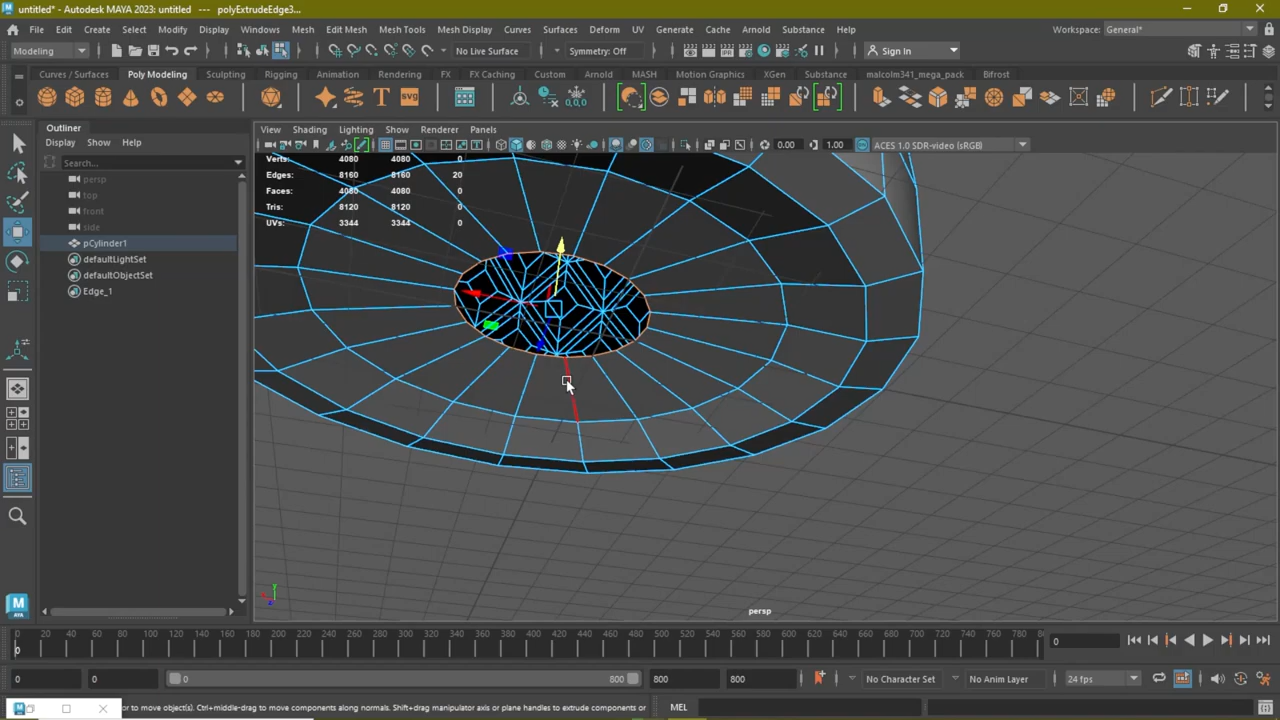 untitled* - Autodesk MAYA 2023: untitled --- polyExtrudeEdge3...
File Edit Create Select Modify Display Windows Mesh Edit Mesh Mesh Tools Mesh Display Curves Surfaces Deform UV Generate Cache Arnold Substance Help Workspace: General*
Modeling No Live Surface Symmetry: Off Sign In
Curves / Surfaces Poly Modeling Sculpting Rigging Animation Rendering FX FX Caching Custom Arnold MASH Motion Graphics XGen Substance malcolm341_mega_pack Bifrost
SVG
Outliner
Display Show Help
Search...
persp
top
front
side
pCylinder1
defaultLightSet
defaultObjectSet
Edge_1
View Shading Lighting Show Renderer Panels
0.00 1.00 ACES 1.0 SDR-video (sRGB)
Verts: 4080 4080 0
Edges: 8160 8160 20
Faces: 4080 4080 0
Tris: 8120 8120 0
UVs: 3344 3344 0
persp
0 20 40 60 80 100 120 140 160 180 200 220 240 260 280 300 320 340 360 380 400 420 440 460 480 500 520 540 560 580 600 620 640 660 680 700 720 740 760 780
0 0
0 0 0 800 800 800 No Character Set No Anim Layer 24 fps
or to move object(s). Ctrl+middle-drag to move components along normals. Shift+drag manipulator axis or plane handles to extrude components or MEL